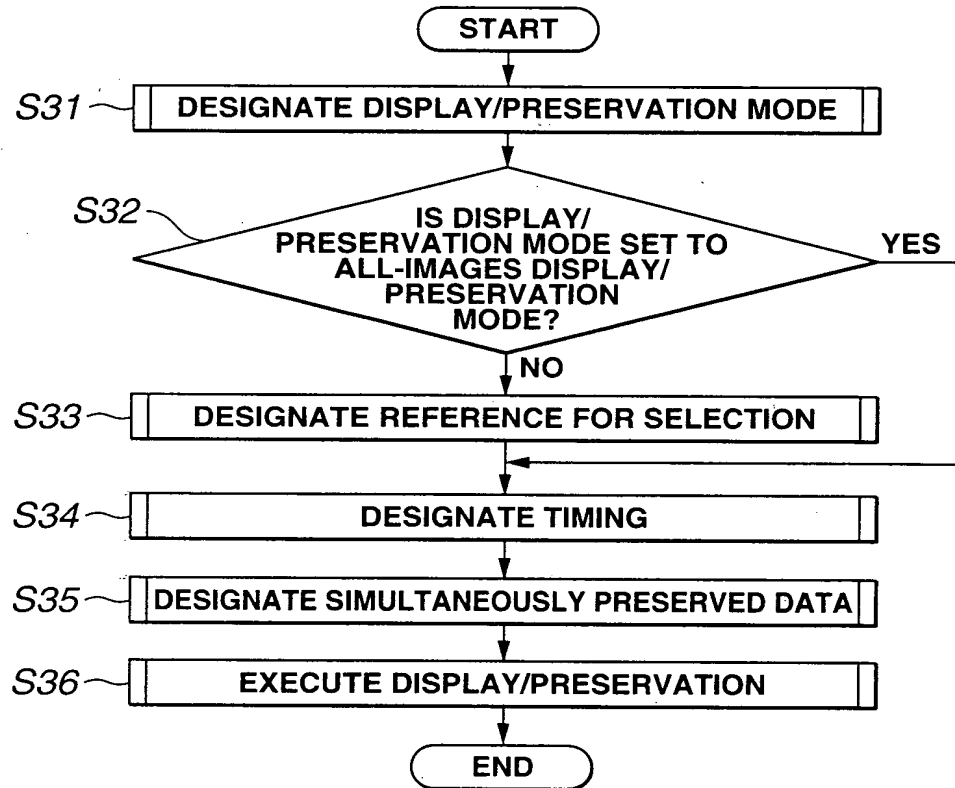 START
S31 DESIGNATE DISPLAY/PRESERVATION MODE
S32
IS DISPLAY/
PRESERVATION MODE SET TO
ALL-IMAGES DISPLAY/
PRESERVATION
MODE?
YES
NO
S33 DESIGNATE REFERENCE FOR SELECTION
S34 DESIGNATE TIMING
S35 DESIGNATE SIMULTANEOUSLY PRESERVED DATA
S36 EXECUTE DISPLAY/PRESERVATION
END